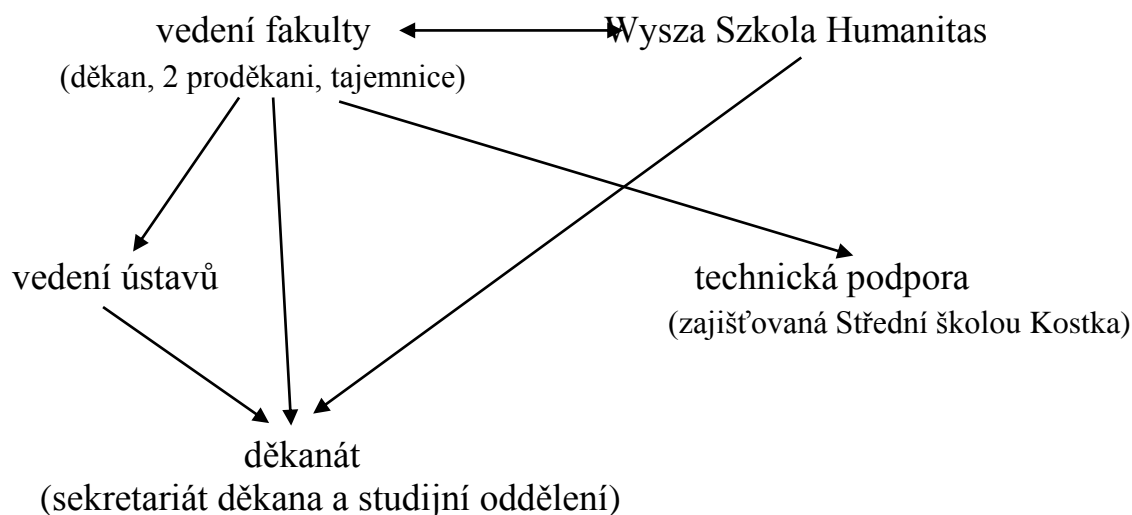 vedení fakulty
Wysza Szkola Humanitas
(děkan, 2 proděkani, tajemnice)
vedení ústavů
technická podpora
(zajišťovaná Střední školou Kostka)
děkanát
(sekretariát děkana a studijní oddělení)